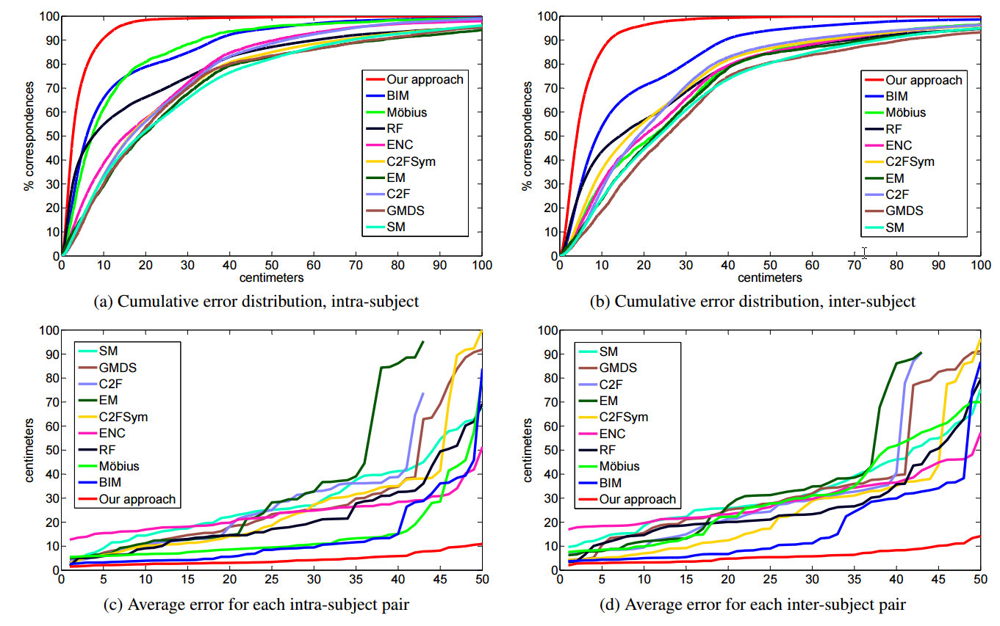 100
90
80
70
60
50
40
30
20
10
0
% correspondences
0 10 20 30 40 50 60 70 80 90 100
centimeters
Our approach
BIM
Möbius
RF
ENC
C2FSym
EM
C2F
GMDS
SM
(a) Cumulative error distribution, intra-subject
100
90
80
70
60
50
40
30
20
10
0
% correspondences
0 10 20 30 40 50 60 70 80 90 100
centimeters
Our approach
BIM
Möbius
RF
ENC
C2FSym
EM
C2F
GMDS
SM
(b) Cumulative error distribution, inter-subject
100
90
80
70
60
50
40
30
20
10
0
centimeters
0 5 10 15 20 25 30 35 40 45 50
SM
GMDS
C2F
EM
C2FSym
ENC
RF
Möbius
BIM
Our approach
(c) Average error for each intra-subject pair
100
90
80
70
60
50
40
30
20
10
0
centimeters
0 5 10 15 20 25 30 35 40 45 50
SM
GMDS
C2F
EM
C2FSym
ENC
RF
Möbius
BIM
Our approach
(d) Average error for each inter-subject pair